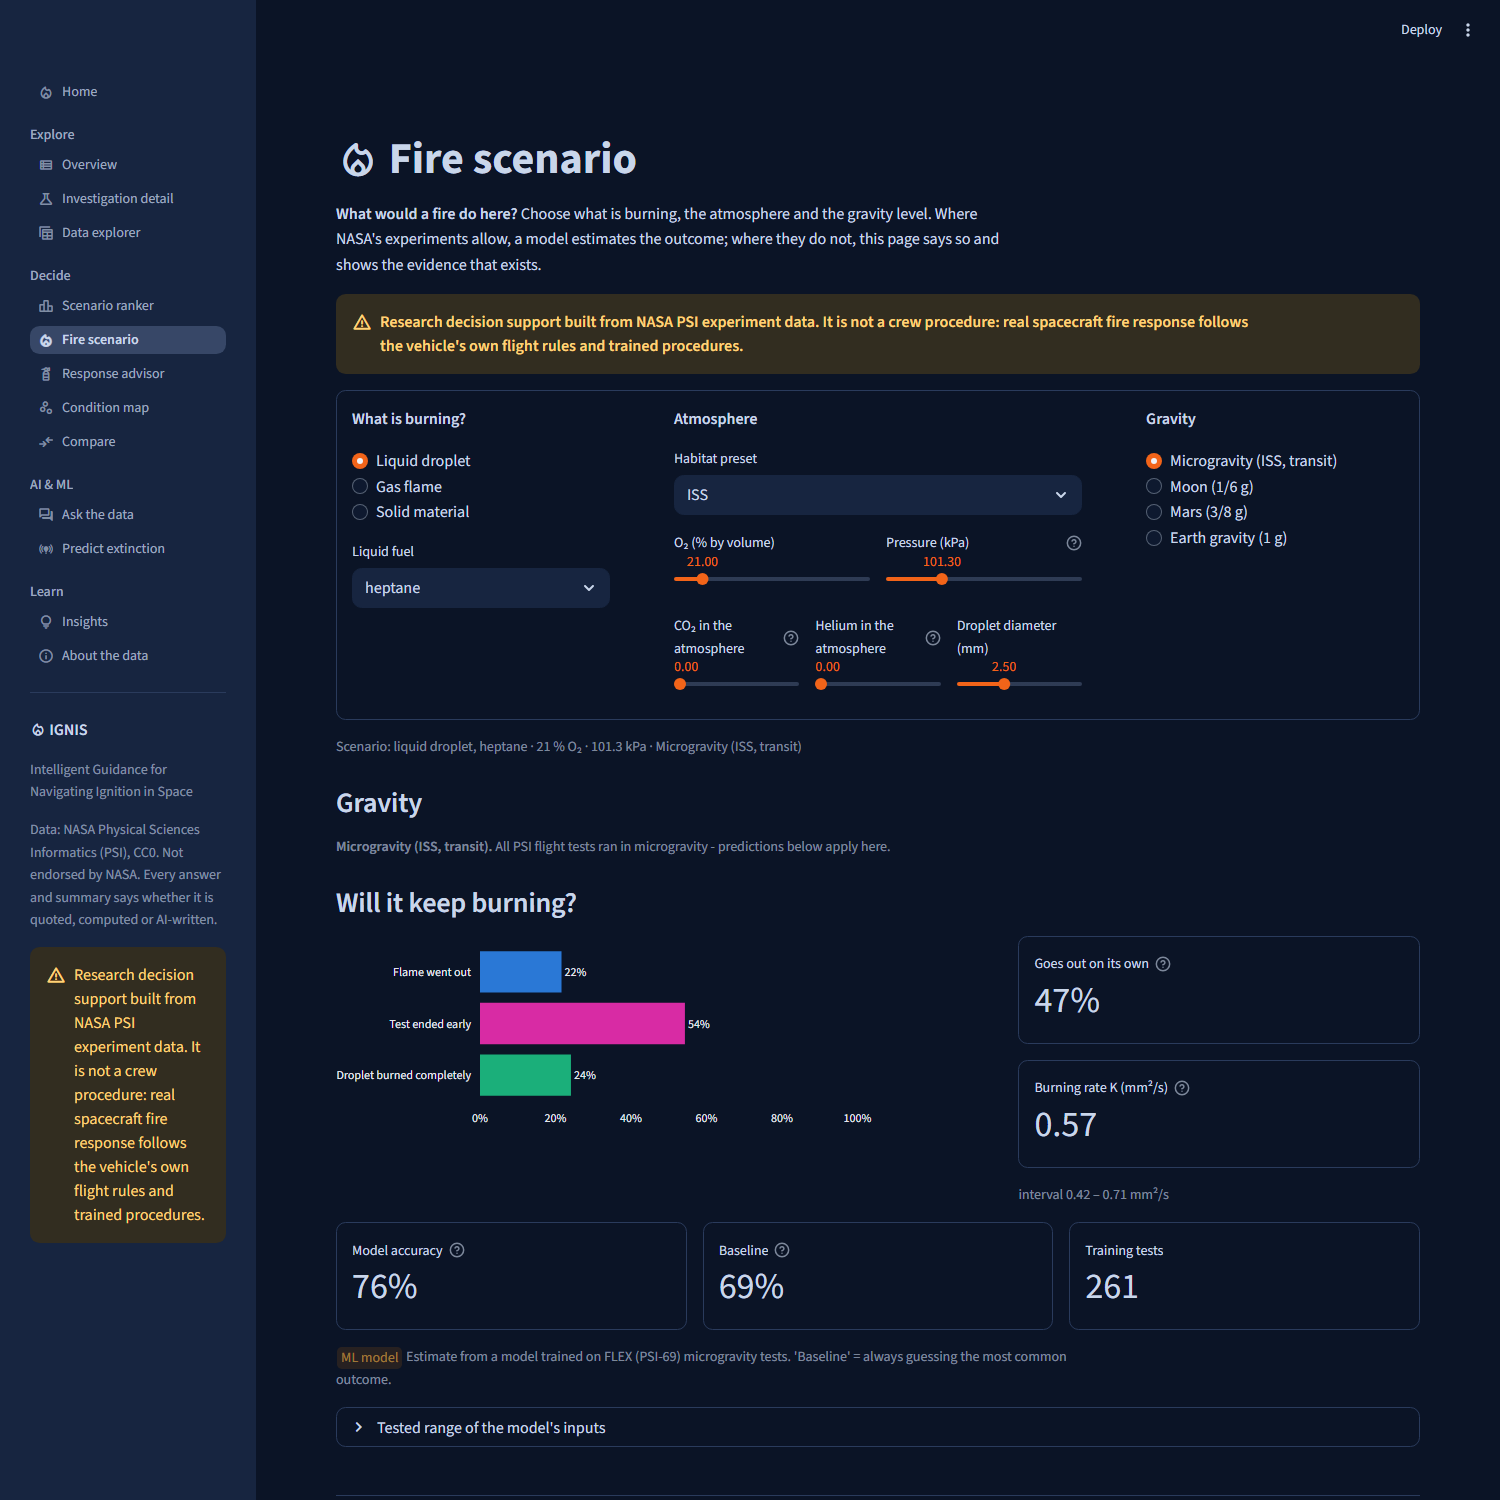 Deploy
Home
Explore
Overview
Investigation detail
Data explorer
Decide
Scenario ranker
Fire scenario
Response advisor
Condition map
Compare
AI & ML
Ask the data
Predict extinction
Learn
Insights
About the data
IGNIS
Intelligent Guidance for
Navigating Ignition in Space
Data: NASA Physical Sciences
Informatics (PSI), CC0. Not
endorsed by NASA. Every answer
and summary says whether it is
quoted, computed or AI-written.
Research decision
support built from
NASA PSI
experiment data. It
is not a crew
procedure: real
spacecraft fire
response follows
the vehicle's own
flight rules and
trained procedures.
Fire scenario
What would a fire do here? Choose what is burning, the atmosphere and the gravity level. Where
NASA's experiments allow, a model estimates the outcome; where they do not, this page says so and
shows the evidence that exists.
Research decision support built from NASA PSI experiment data. It is not a crew procedure: real spacecraft fire response follows
the vehicle's own flight rules and trained procedures.
What is burning?
Liquid droplet
Gas flame
Solid material
Liquid fuel
heptane
Atmosphere
Habitat preset
ISS
O₂ (% by volume)
21.00
Pressure (kPa)
101.30
CO₂ in the
atmosphere
0.00
Helium in the
atmosphere
0.00
Droplet diameter
(mm)
2.50
Gravity
Microgravity (ISS, transit)
Moon (1/6 g)
Mars (3/8 g)
Earth gravity (1 g)
Scenario: liquid droplet, heptane · 21 % O₂ · 101.3 kPa · Microgravity (ISS, transit)
Gravity
Microgravity (ISS, transit). All PSI flight tests ran in microgravity - predictions below apply here.
Will it keep burning?
Flame went out 22%
Test ended early 54%
Droplet burned completely 24%
0% 20% 40% 60% 80% 100%
Goes out on its own
47%
Burning rate K (mm²/s)
0.57
interval 0.42 – 0.71 mm²/s
Model accuracy
76%
Baseline
69%
Training tests
261
ML model Estimate from a model trained on FLEX (PSI-69) microgravity tests. 'Baseline' = always guessing the most common
outcome.
Tested range of the model's inputs